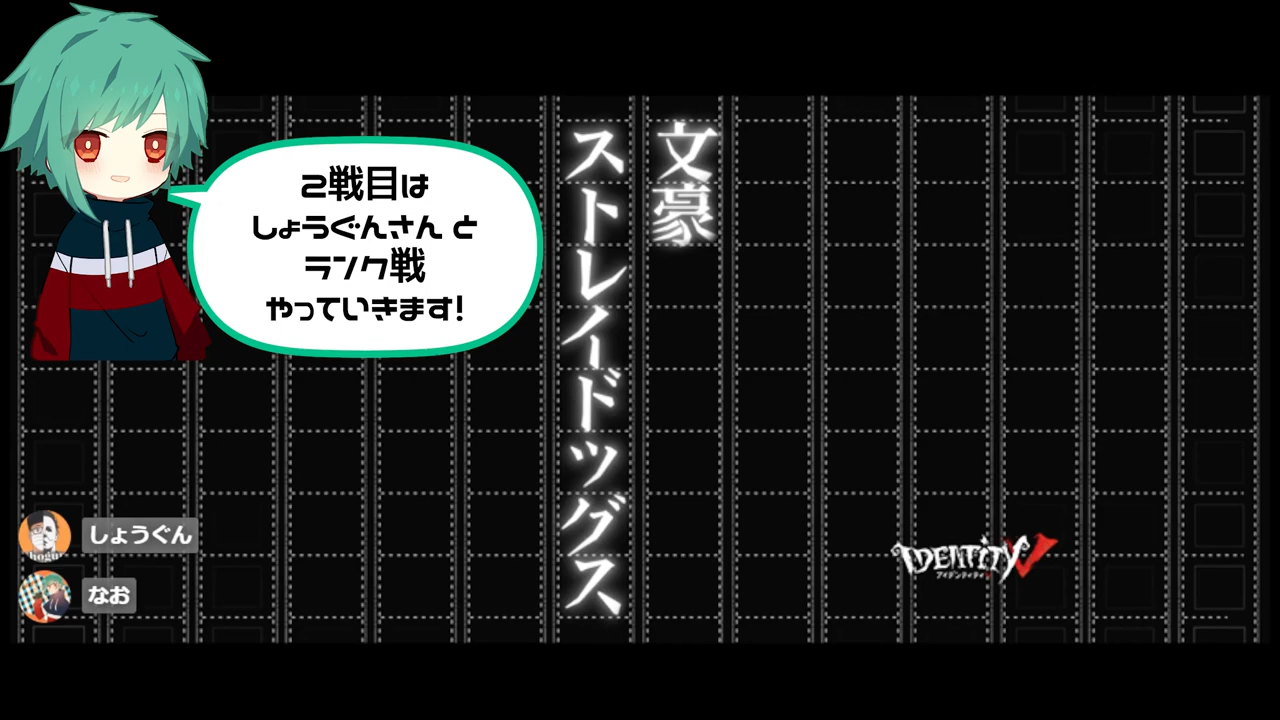 2戦目は
しょうぐんさん と
ランク戦
やっていきます!
文豪
ストレイドッグス
IDENTITY V
アイデンティティV
しょうぐん
なお